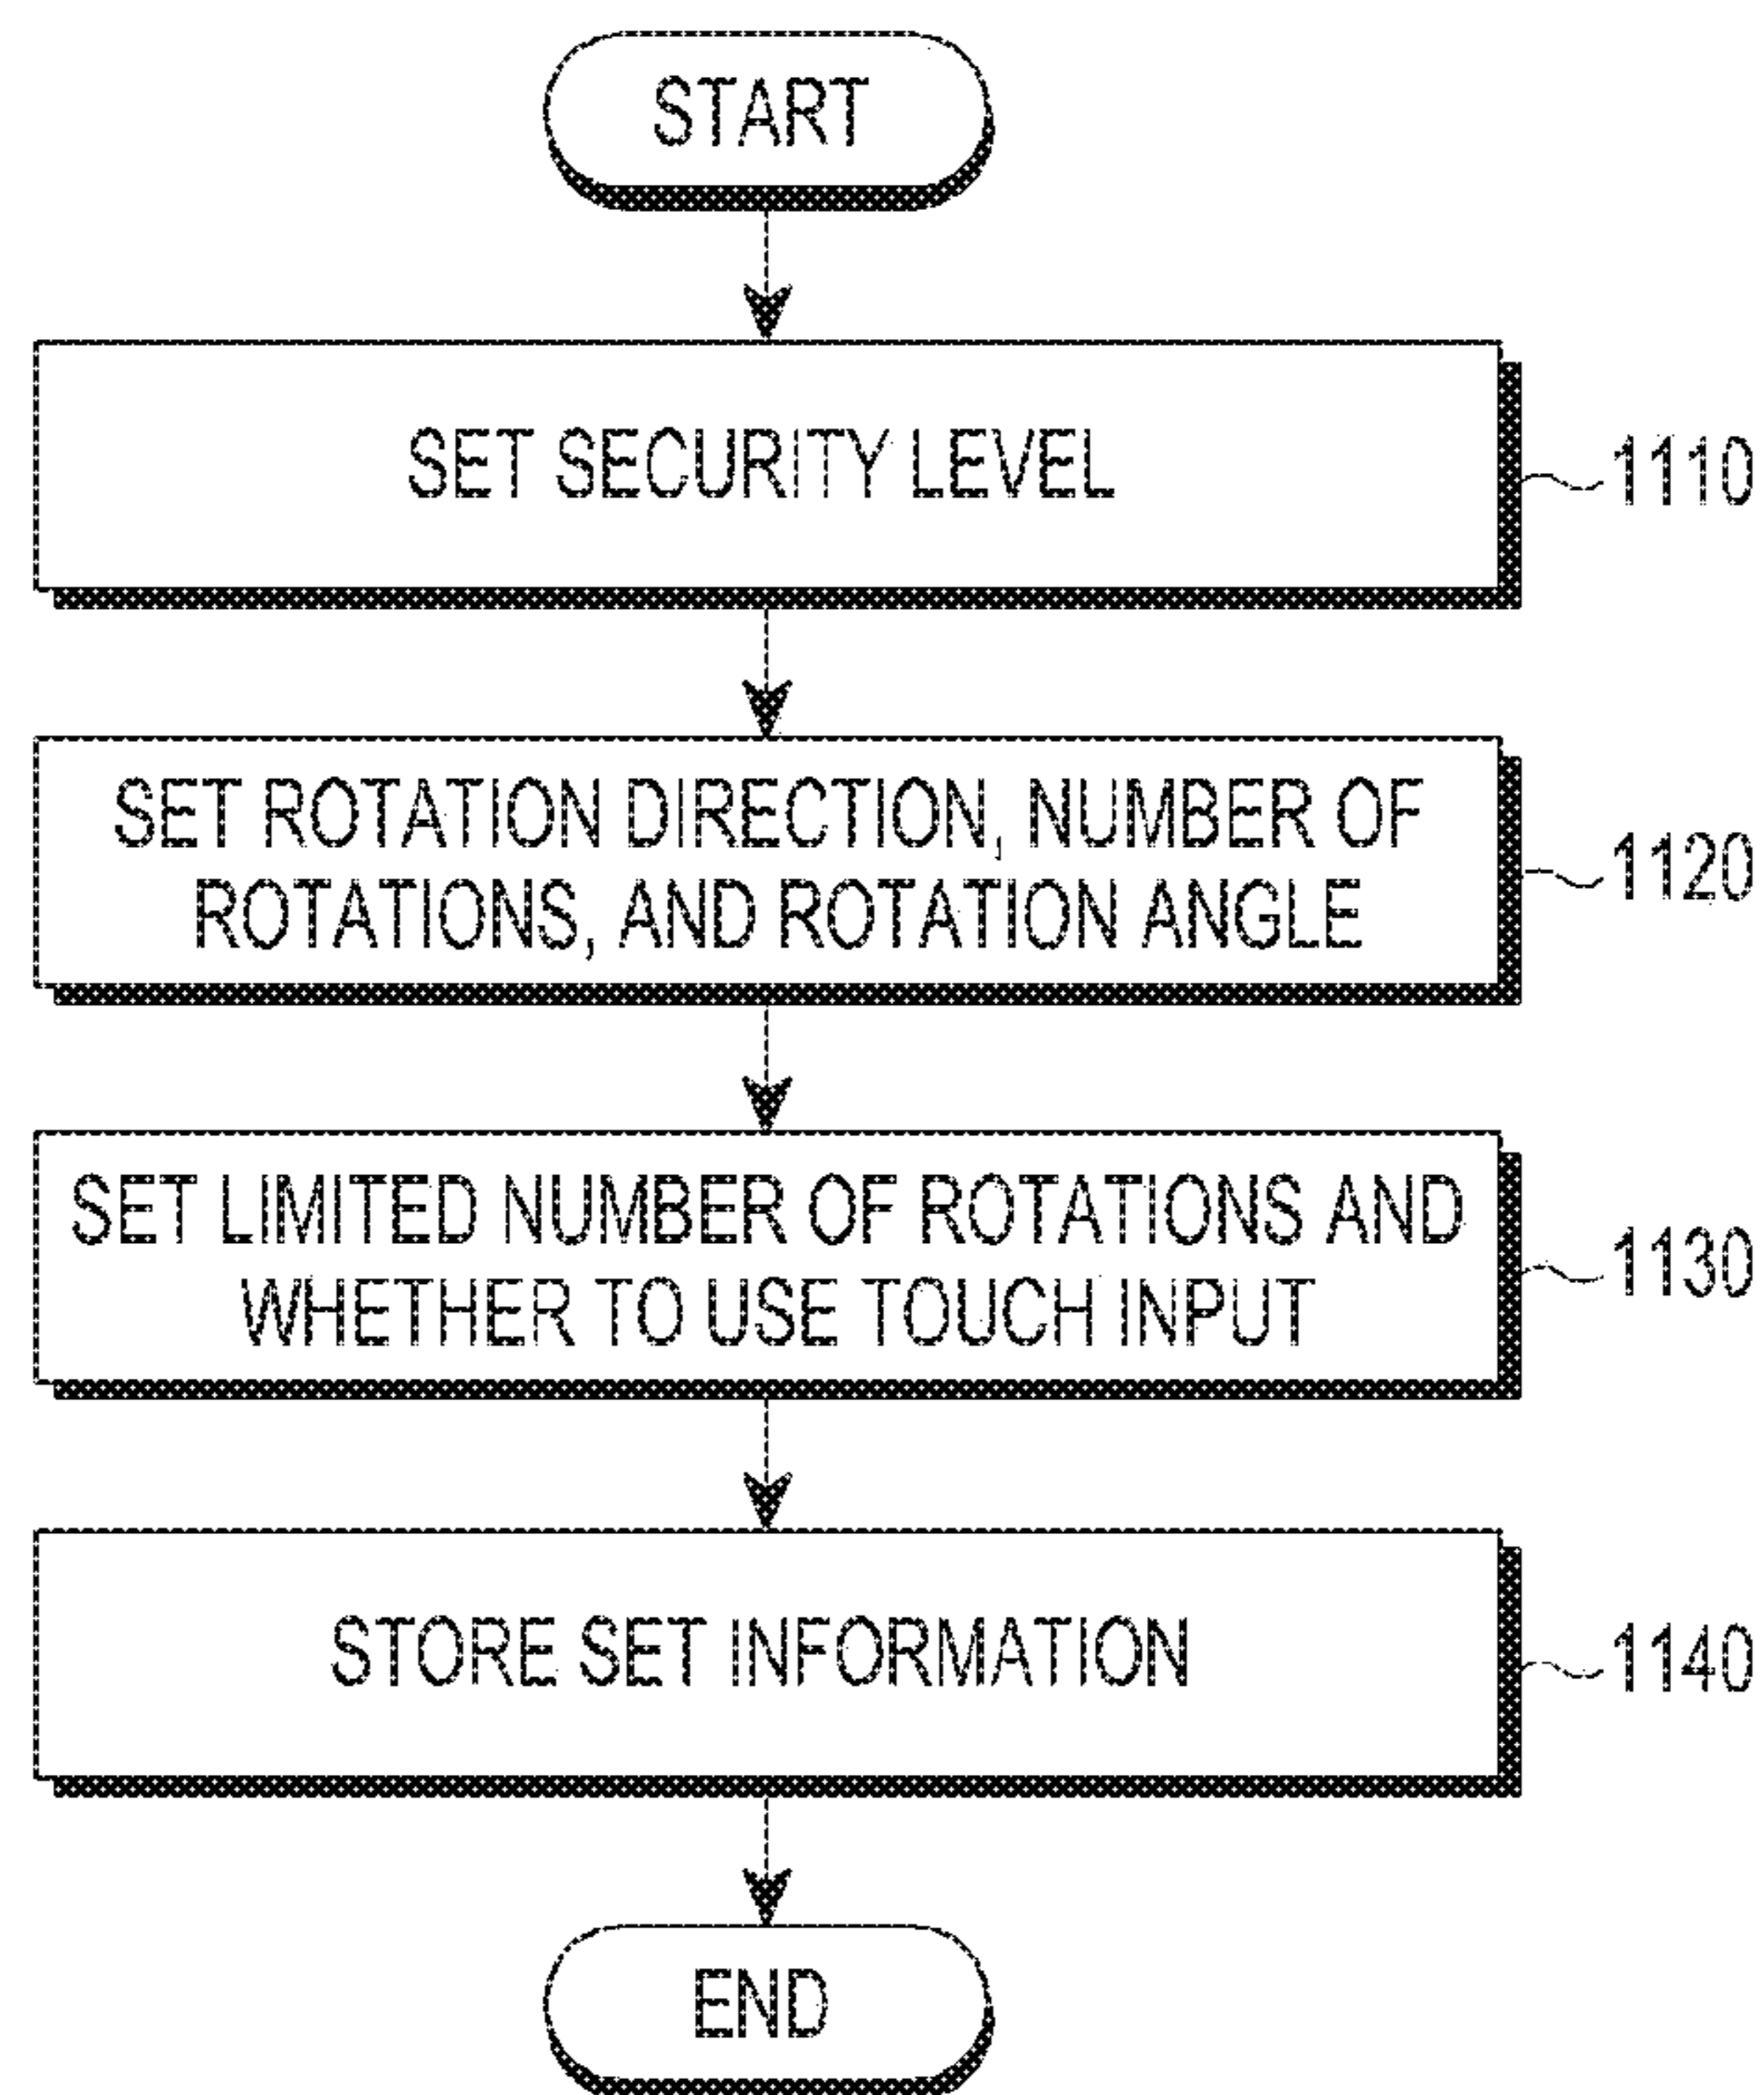 START
SET SECURITY LEVEL
1110
SET ROTATION DIRECTION, NUMBER OF
ROTATIONS, AND ROTATION ANGLE
1120
SET LIMITED NUMBER OF ROTATIONS AND
WHETHER TO USE TOUCH INPUT
1130
STORE SET INFORMATION
1140
END